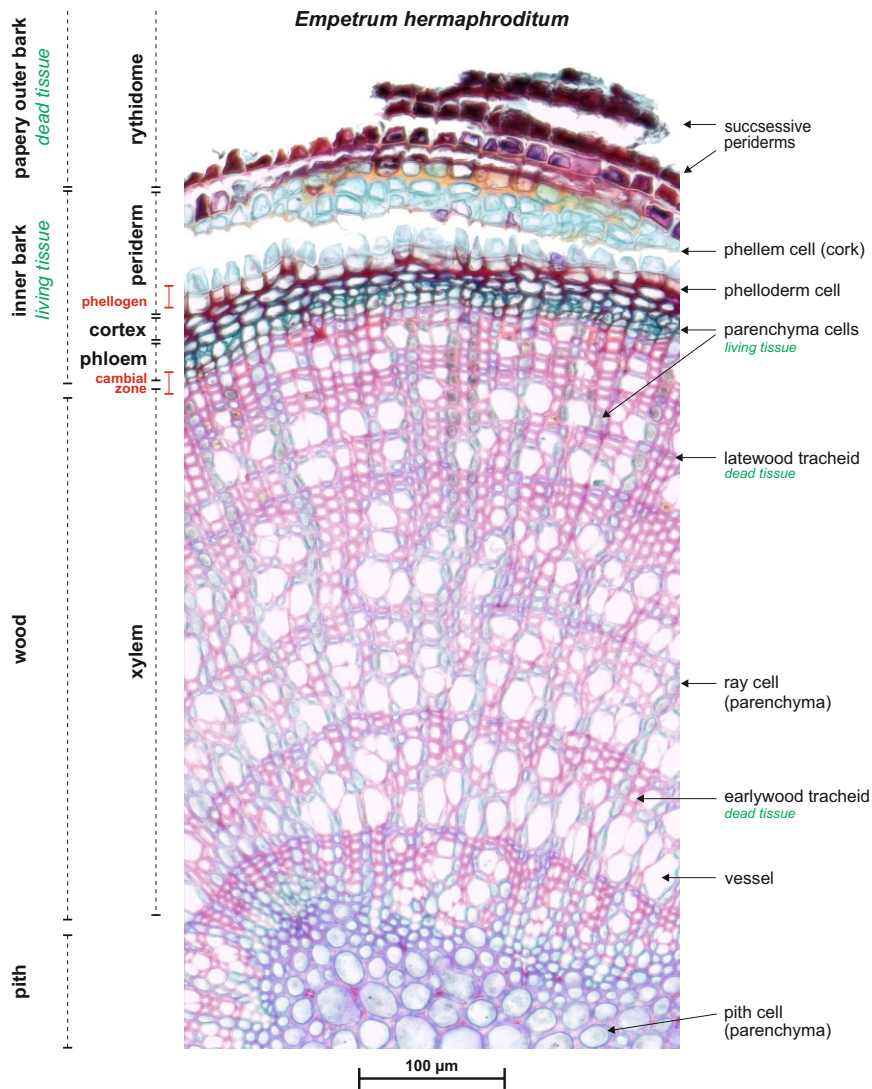 Empetrum hermaphroditum
papery outer bark
dead tissue
rythidome
succsessive
periderms
inner bark
living tissue
periderm
phellem cell (cork)
phellogen
phelloderm cell
cortex
parenchyma cells
living tissue
phloem
cambial
zone
latewood tracheid
dead tissue
wood
xylem
ray cell
(parenchyma)
earlywood tracheid
dead tissue
vessel
pith
pith cell
(parenchyma)
100 µm